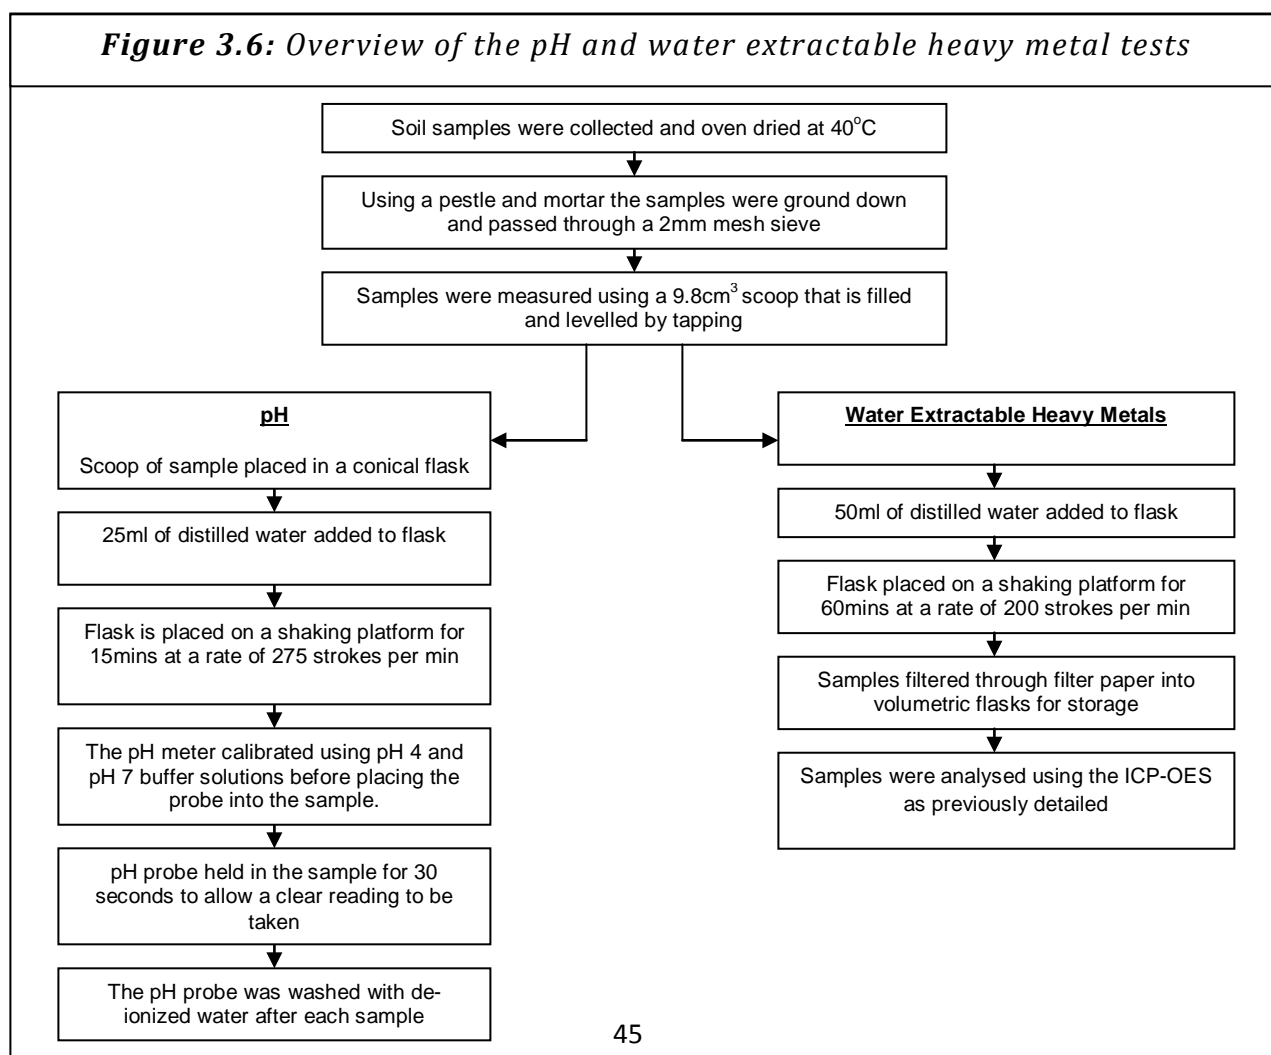 Figure 3.6: Overview of the pH and water extractable heavy metal tests
Soil samples were collected and oven dried at 40°C
Using a pestle and mortar the samples were ground down
and passed through a 2mm mesh sieve
Samples were measured using a 9.8cm³ scoop that is filled
and levelled by tapping
pH
Scoop of sample placed in a conical flask
25ml of distilled water added to flask
Flask is placed on a shaking platform for
15mins at a rate of 275 strokes per min
The pH meter calibrated using pH 4 and
pH 7 buffer solutions before placing the
probe into the sample.
pH probe held in the sample for 30
seconds to allow a clear reading to be
taken
The pH probe was washed with de-
ionized water after each sample
Water Extractable Heavy Metals
50ml of distilled water added to flask
Flask placed on a shaking platform for
60mins at a rate of 200 strokes per min
Samples filtered through filter paper into
volumetric flasks for storage
Samples were analysed using the ICP-OES
as previously detailed
45